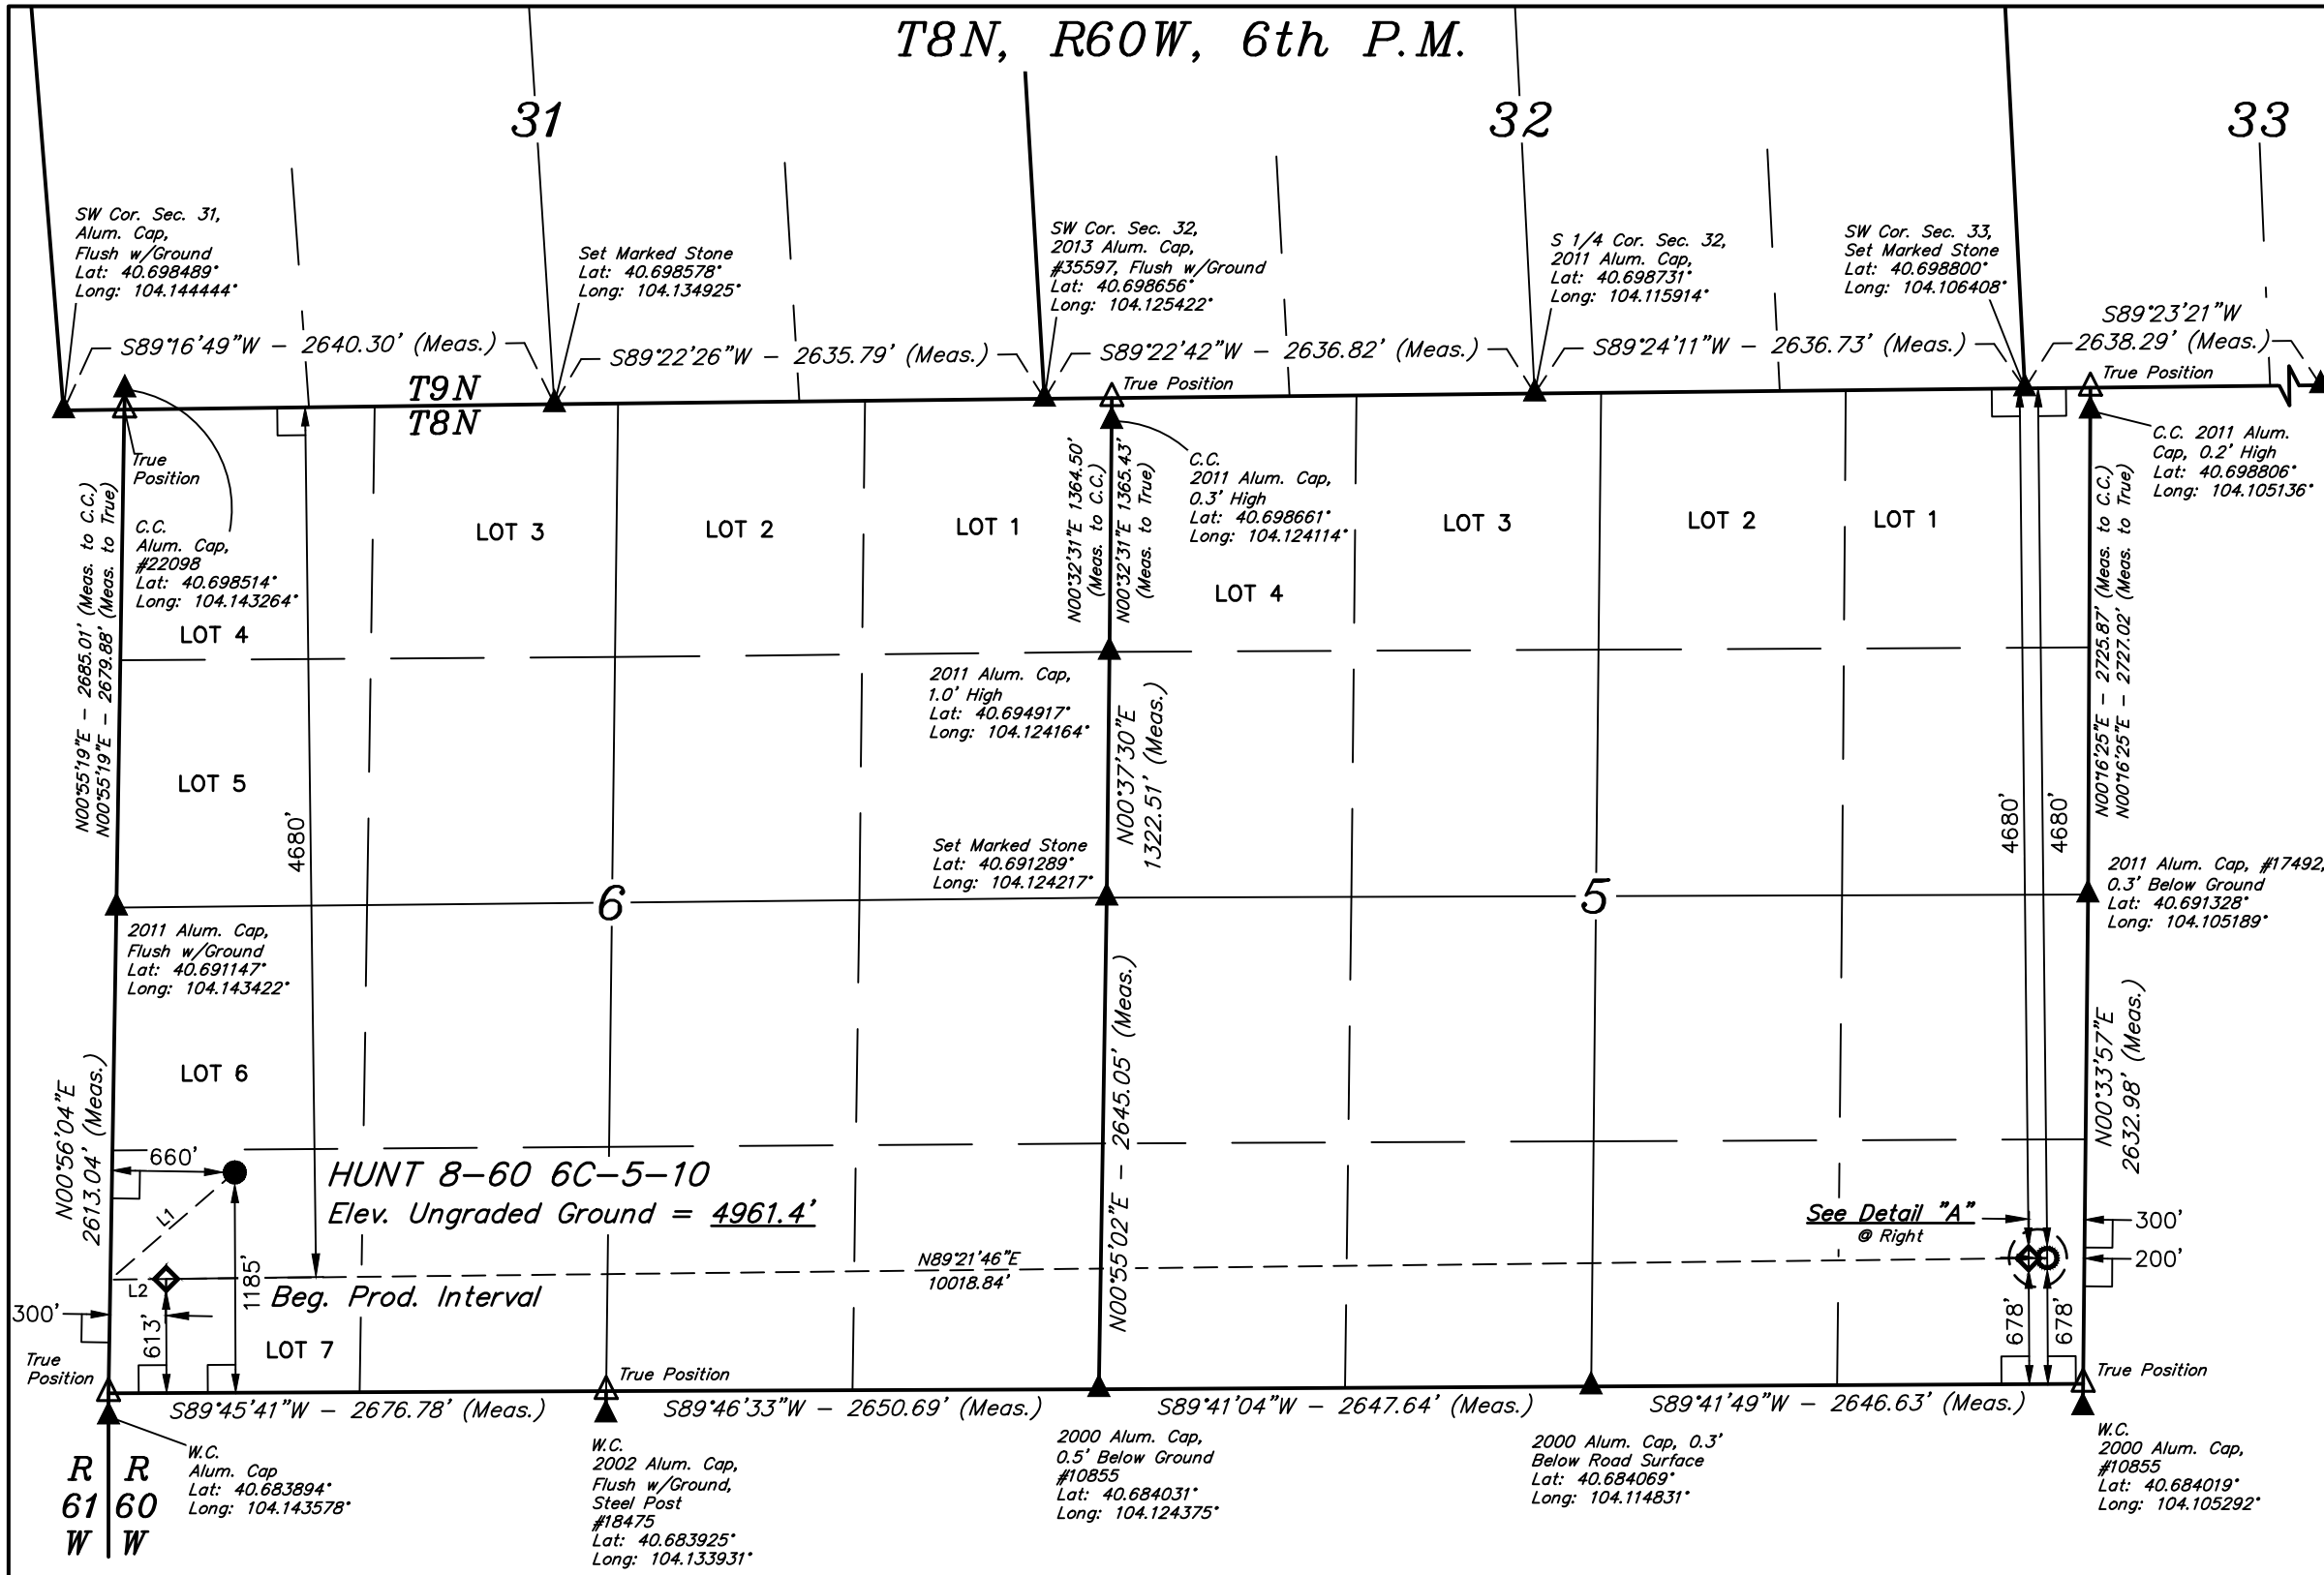 T8N, R60W, 6th P.M.
31
32
33
SW Cor. Sec. 31,
Alum. Cap,
Flush w/Ground
Lat: 40.698489°
Long: 104.144444°
Set Marked Stone
Lat: 40.698578°
Long: 104.134925°
SW Cor. Sec. 32,
2013 Alum. Cap,
#35597, Flush w/Ground
Lat: 40.698656°
Long: 104.125422°
S 1/4 Cor. Sec. 32,
2011 Alum. Cap,
Lat: 40.698731°
Long: 104.115914°
SW Cor. Sec. 33,
Set Marked Stone
Lat: 40.698800°
Long: 104.106408°
S89°16'49"W – 2640.30' (Meas.)
S89°22'26"W – 2635.79' (Meas.)
S89°22'42"W – 2636.82' (Meas.)
S89°24'11"W – 2636.73' (Meas.)
S89°23'21"W
2638.29' (Meas.)
T9N
T8N
True Position
True Position
True
Position
C.C.
Alum. Cap,
#22098
Lat: 40.698514°
Long: 104.143264°
C.C.
2011 Alum. Cap,
0.3' High
Lat: 40.698661°
Long: 104.124114°
C.C. 2011 Alum.
Cap, 0.2' High
Lat: 40.698806°
Long: 104.105136°
N00°55'19"E – 2685.01' (Meas. to C.C.)
N00°55'19"E – 2679.88' (Meas. to True)
N00°32'31"E 1364.50'
(Meas. to C.C.)
N00°32'31"E 1365.43'
(Meas. to True)
N00°16'25"E – 2725.87' (Meas. to C.C.)
N00°16'25"E – 2727.02' (Meas. to True)
LOT 3
LOT 2
LOT 1
LOT 3
LOT 2
LOT 1
LOT 4
LOT 4
2011 Alum. Cap,
1.0' High
Lat: 40.694917°
Long: 104.124164°
N00°37'30"E
1322.51' (Meas.)
LOT 5
4680'
4680'
4680'
Set Marked Stone
Lat: 40.691289°
Long: 104.124217°
6
5
2011 Alum. Cap, #17492,
0.3' Below Ground
Lat: 40.691328°
Long: 104.105189°
2011 Alum. Cap,
Flush w/Ground
Lat: 40.691147°
Long: 104.143422°
LOT 6
N00°56'04"E
2613.04' (Meas.)
N00°55'02"E – 2645.05' (Meas.)
N00°33'57"E
2632.98' (Meas.)
660'
HUNT 8-60 6C-5-10
Elev. Ungraded Ground = 4961.4'
L1
See Detail "A"
@ Right
300'
200'
N89°21'46"E
10018.84'
L2
Beg. Prod. Interval
1185'
300'
613'
678'
678'
LOT 7
True
Position
True Position
True Position
S89°45'41"W – 2676.78' (Meas.)
S89°46'33"W – 2650.69' (Meas.)
S89°41'04"W – 2647.64' (Meas.)
S89°41'49"W – 2646.63' (Meas.)
R R
61 60
W W
W.C.
Alum. Cap
Lat: 40.683894°
Long: 104.143578°
W.C.
2002 Alum. Cap,
Flush w/Ground,
Steel Post
#18475
Lat: 40.683925°
Long: 104.133931°
2000 Alum. Cap,
0.5' Below Ground
#10855
Lat: 40.684031°
Long: 104.124375°
2000 Alum. Cap, 0.3'
Below Road Surface
Lat: 40.684069°
Long: 104.114831°
W.C.
2000 Alum. Cap,
#10855
Lat: 40.684019°
Long: 104.105292°